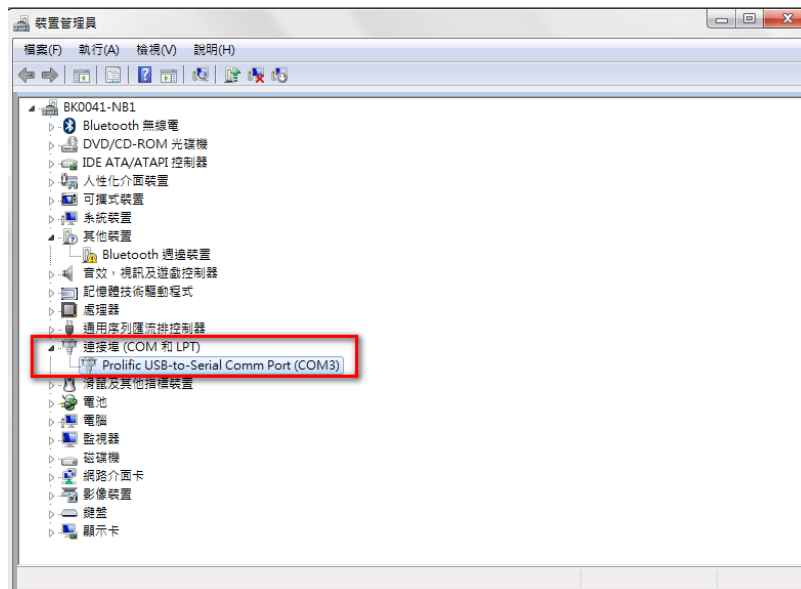 裝置管理員
檔案(F) 執行(A) 檢視(V) 說明(H)
BK0041-NB1
Bluetooth 無線電
DVD/CD-ROM 光碟機
IDE ATA/ATAPI 控制器
人性化介面裝置
可攜式裝置
系統裝置
其他裝置
Bluetooth 週邊裝置
音效，視訊及遊戲控制器
記憶體技術驅動程式
處理器
通用序列匯流排控制器
連接埠 (COM 和 LPT)
Prolific USB-to-Serial Comm Port (COM3)
滑鼠及其他指標裝置
電池
電腦
監視器
磁碟機
網路介面卡
影像裝置
鍵盤
顯示卡